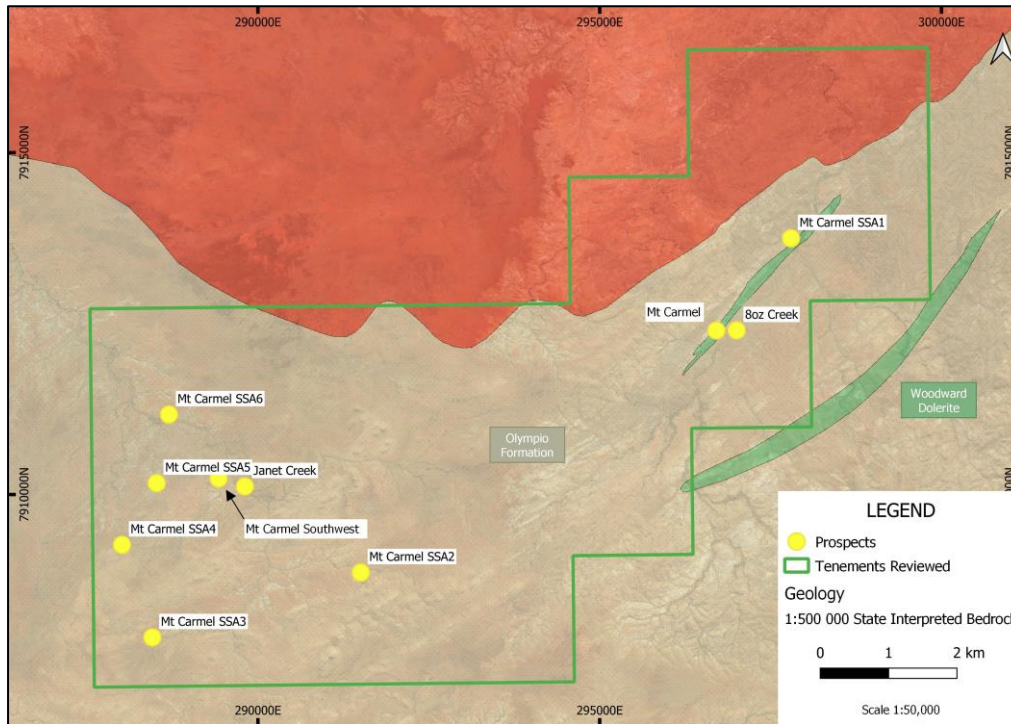 290000E
295000E
300000E
7915000N
7915000N
Mt Carmel SSA1
Mt Carmel
8oz Creek
Mt Carmel SSA6
Woodward
Dolerite
Olympio
Formation
Mt Carmel SSA5
Janet Creek
7910000N
Mt Carmel Southwest
Mt Carmel SSA4
Mt Carmel SSA2
Mt Carmel SSA3
LEGEND
Prospects
Tenements Reviewed
Geology
1:500 000 State Interpreted Bedroc
0 1 2 km
Scale 1:50,000
290000E
295000E